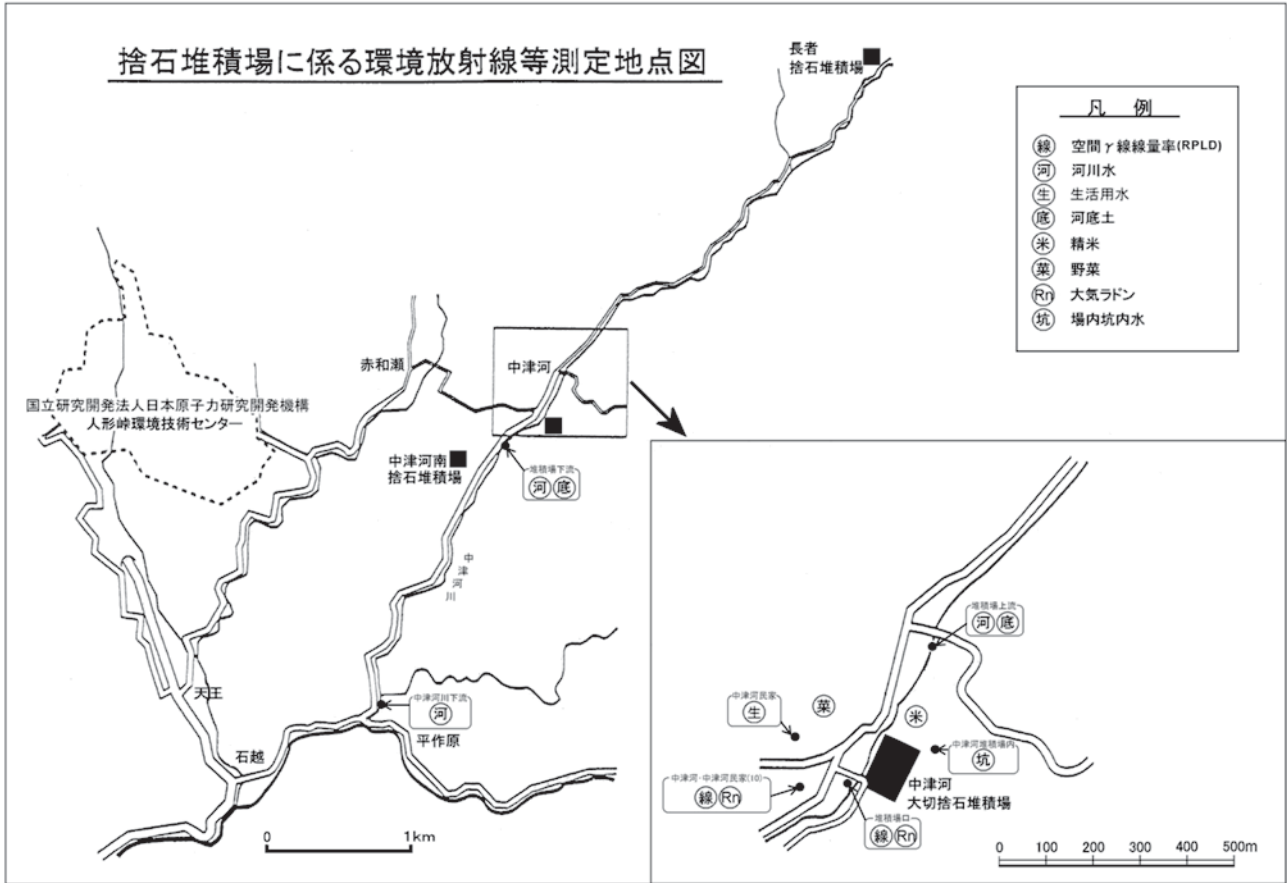 捨石堆積場に係る環境放射線等測定地点図
長者
捨石堆積場
凡 例
線 空間γ線線量率(RPLD)
河 河川水
生 生活用水
底 河底土
米 精米
菜 野菜
Rn 大気ラドン
坑 場内坑内水
赤和瀬
中津河
国立研究開発法人日本原子力研究開発機構
人形峠環境技術センター
中津河南
捨石堆積場
堆積場下流
河 底
中津河川
天王
中津河川下流
河
平作原
石越
0 1km
堆積場上流
河 底
中津河民家
生
菜
米
中津河堆積場内
坑
中津河・中津河民家(10)
線 Rn
中津河
大切捨石堆積場
堆積場口
線 Rn
0 100 200 300 400 500m